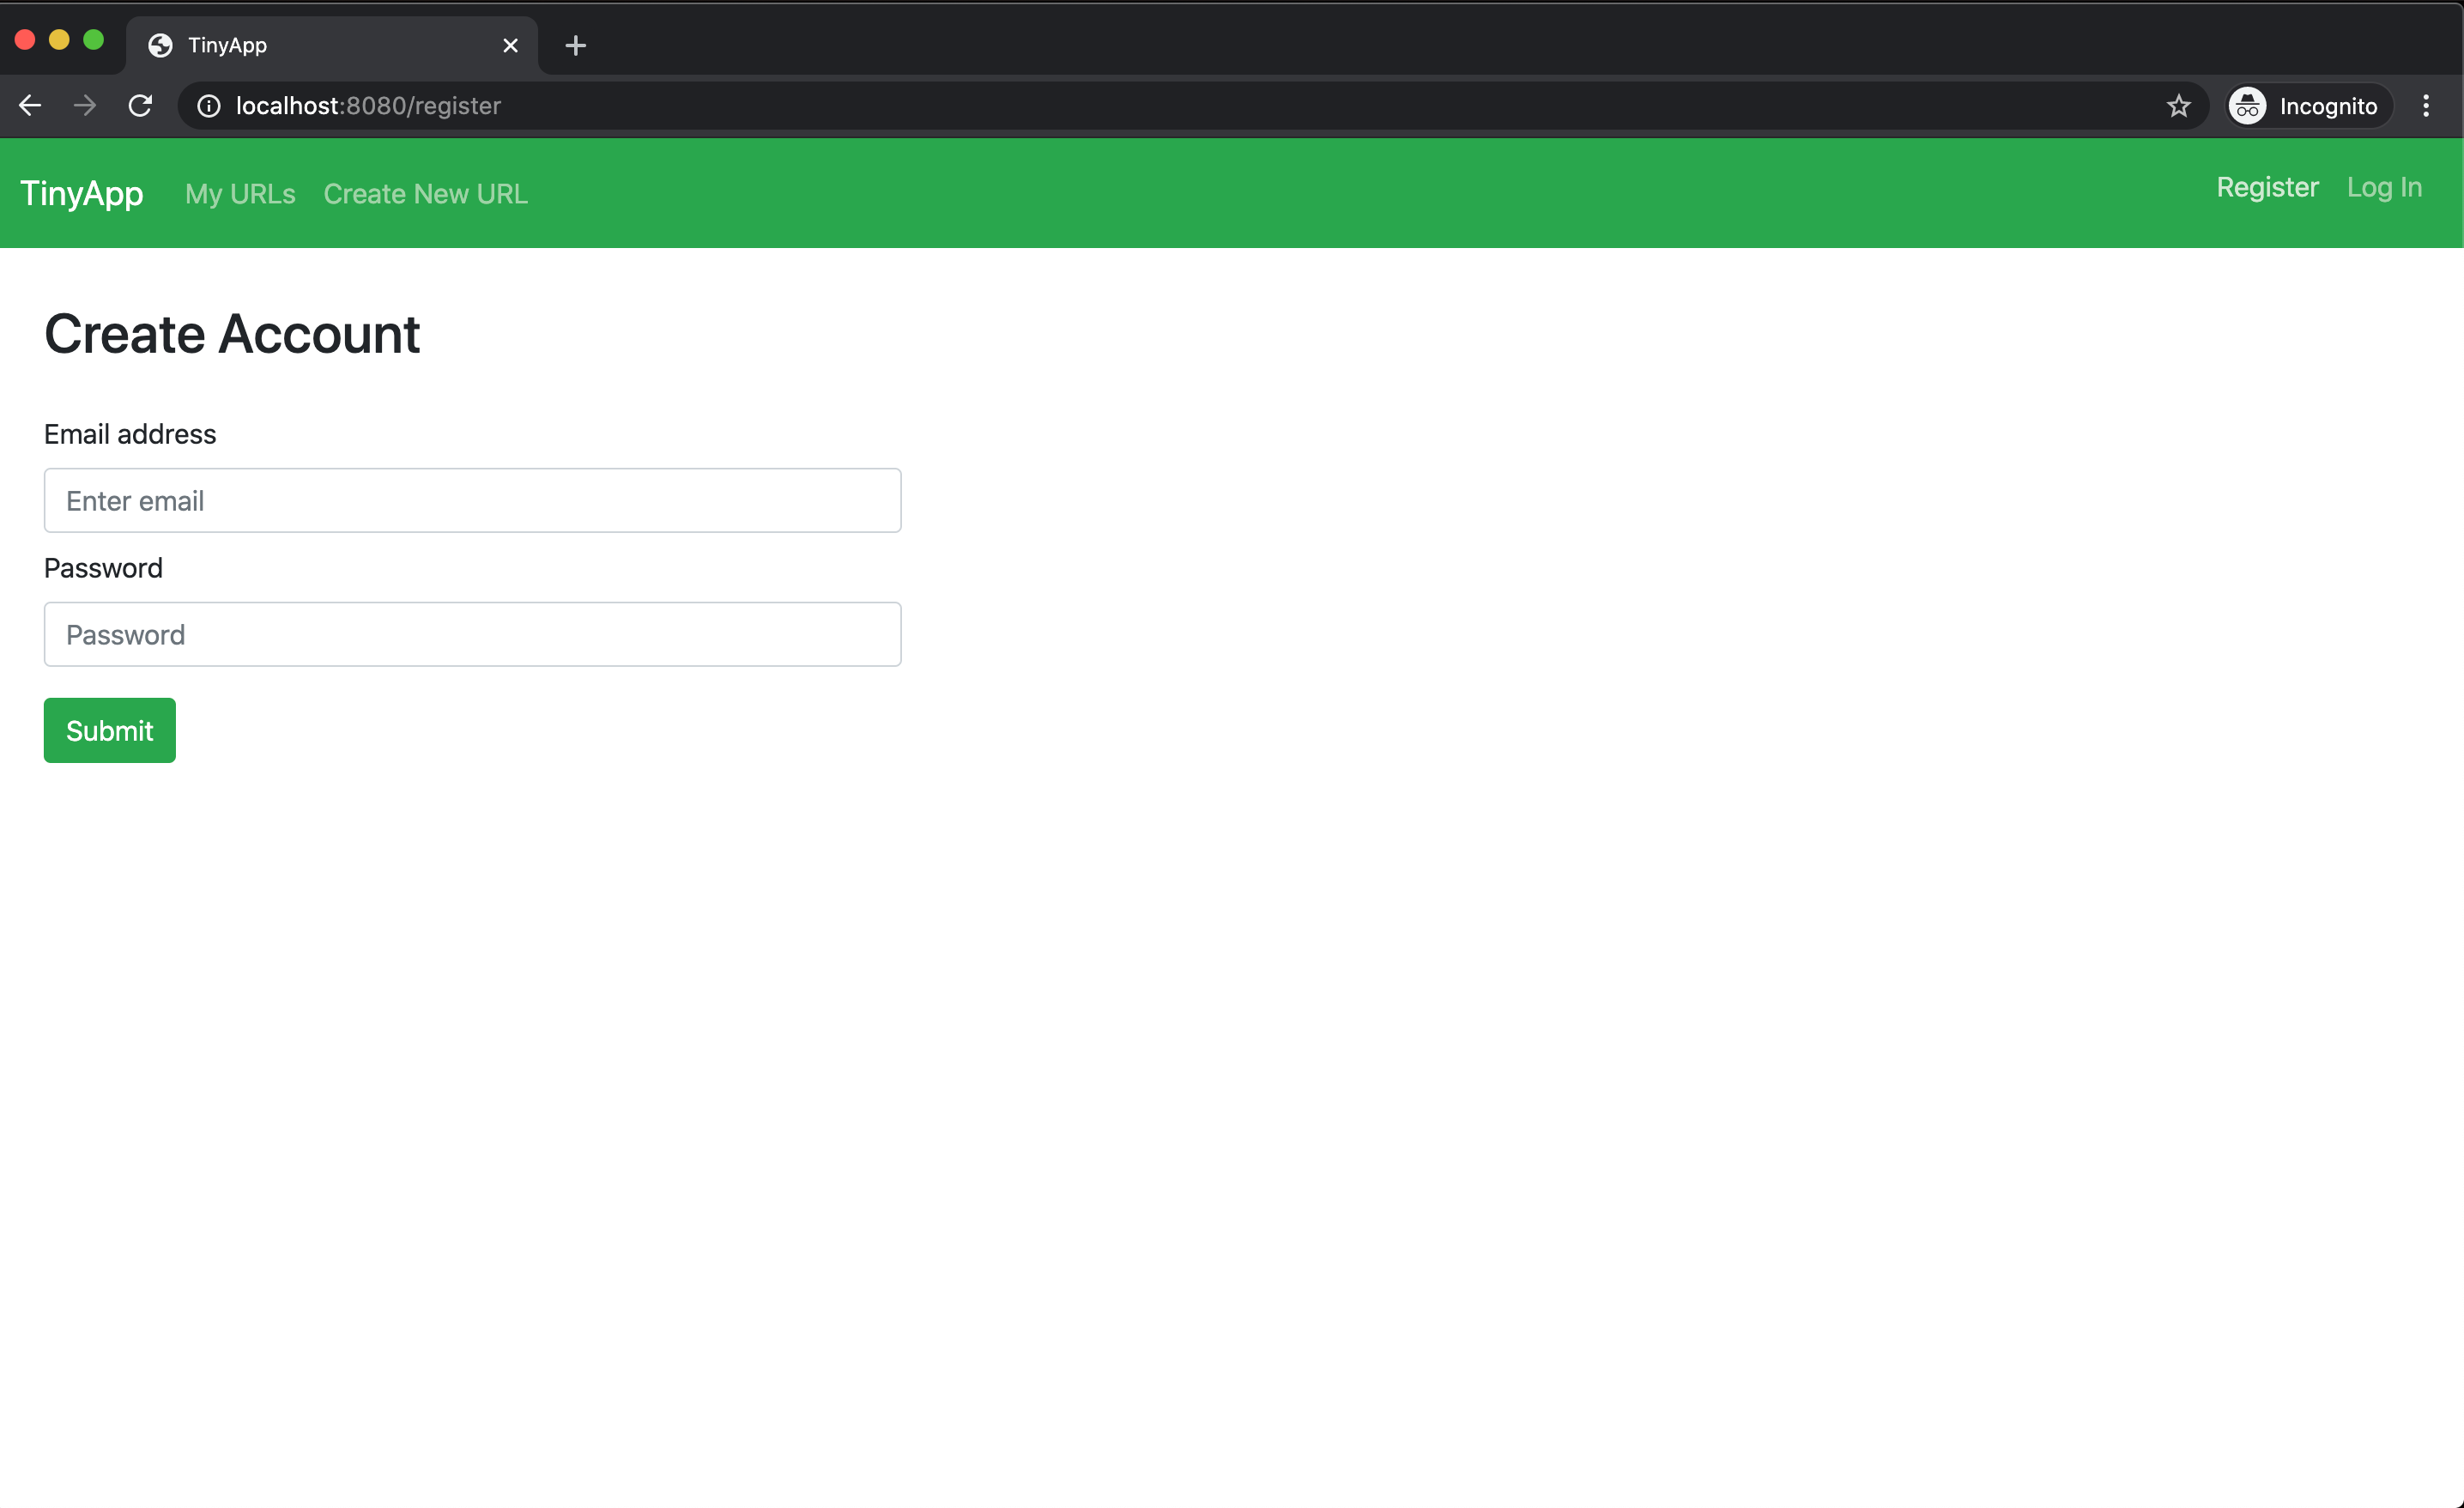 TinyApp
localhost:8080/register
Incognito
TinyApp My URLs Create New URL Register Log In
Create Account
Email address
Enter email
Password
Password
Submit